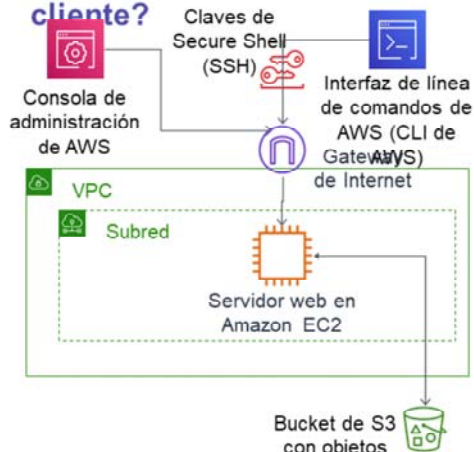 cliente?
Claves de
Secure Shell
(SSH)
Consola de
administración
de AWS
Interfaz de línea
de comandos de
AWS (CLI de
AWS)
Gateway
de Internet
VPC
Subred
Servidor web en
Amazon EC2
Bucket de S3
con objetos